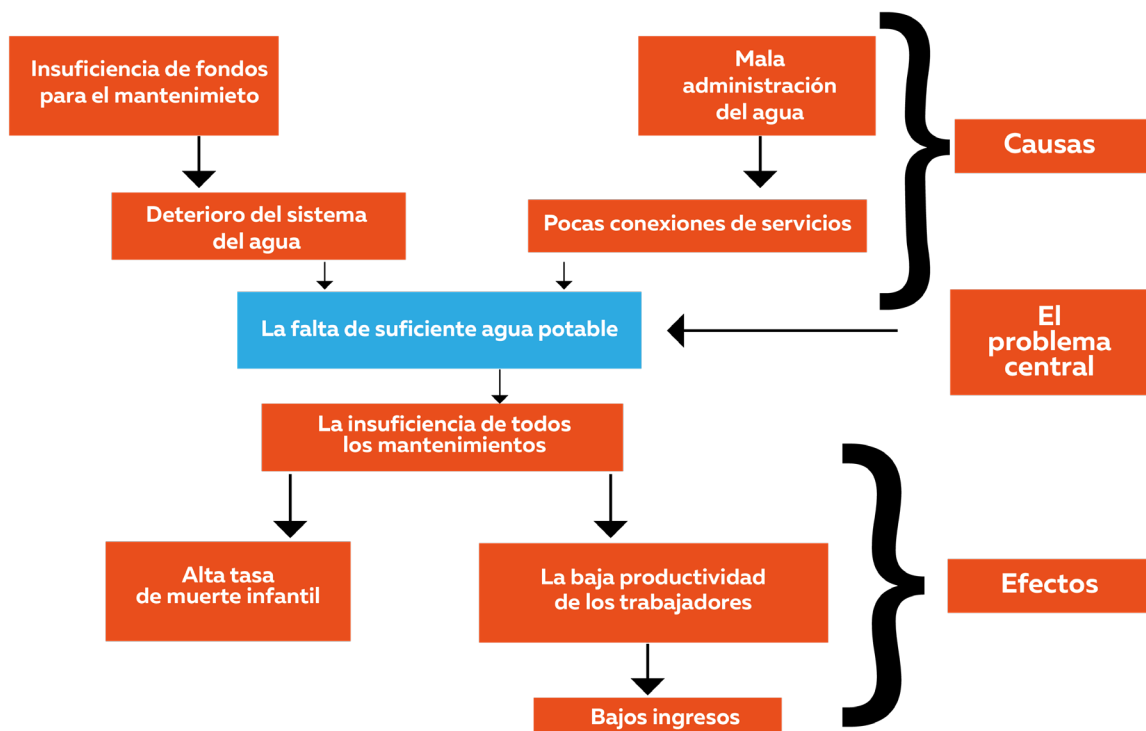 Insuficiencia de fondos
para el mantenimieto
Mala
administración
del agua
Causas
Deterioro del sistema
del agua
Pocas conexiones de servicios
La falta de suficiente agua potable
El
problema
central
La insuficiencia de todos
los mantenimientos
Alta tasa
de muerte infantil
La baja productividad
de los trabajadores
Efectos
Bajos ingresos